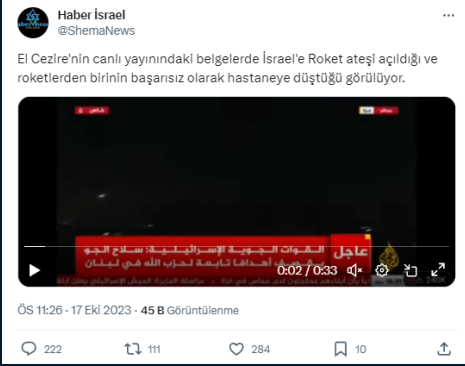 Haber İsrael
@ShemaNews
El Cezire'nin canlı yayınındaki belgelerde İsrael'e Roket ateşi açıldığı ve
roketlerden birinin başarısız olarak hastaneye düştüğü görülüyor.
عاجل
القوات الجوية الإسرائيلية: سلاح الجو
يقصف أهدافا تابعة لحزب الله في لبنان
0:02 / 0:33
240K
ÖS 11:26 · 17 Eki 2023 · 45 B Görüntülenme
222 111 284 10